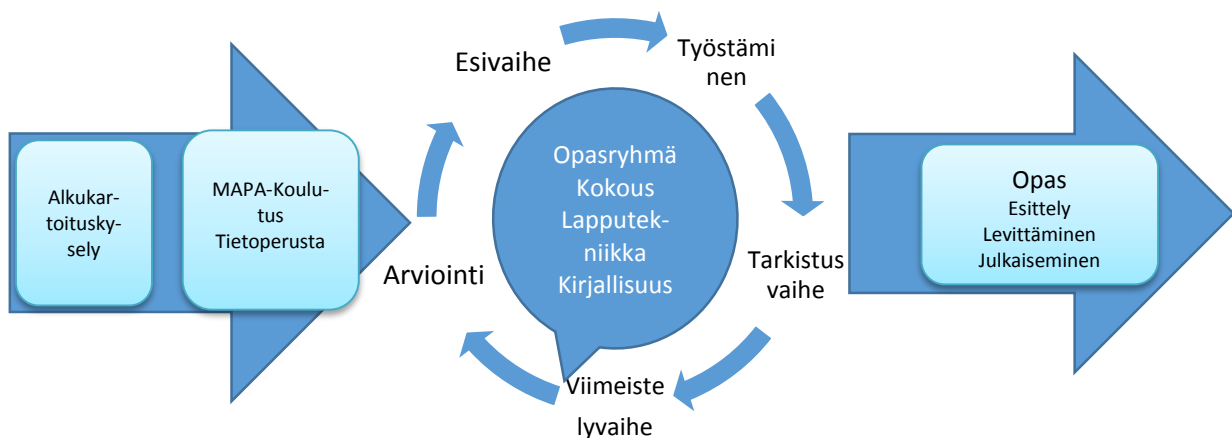 Alkukar-
toitusky-
sely
MAPA-Koulu-
tus
Tietoperusta
Esivaihe
Työstämi
nen
Tarkistus
vaihe
Viimeiste
lyvaihe
Arviointi
Opasryhmä
Kokous
Lapputek-
niikka
Kirjallisuus
Opas
Esittely
Levittäminen
Julkaiseminen